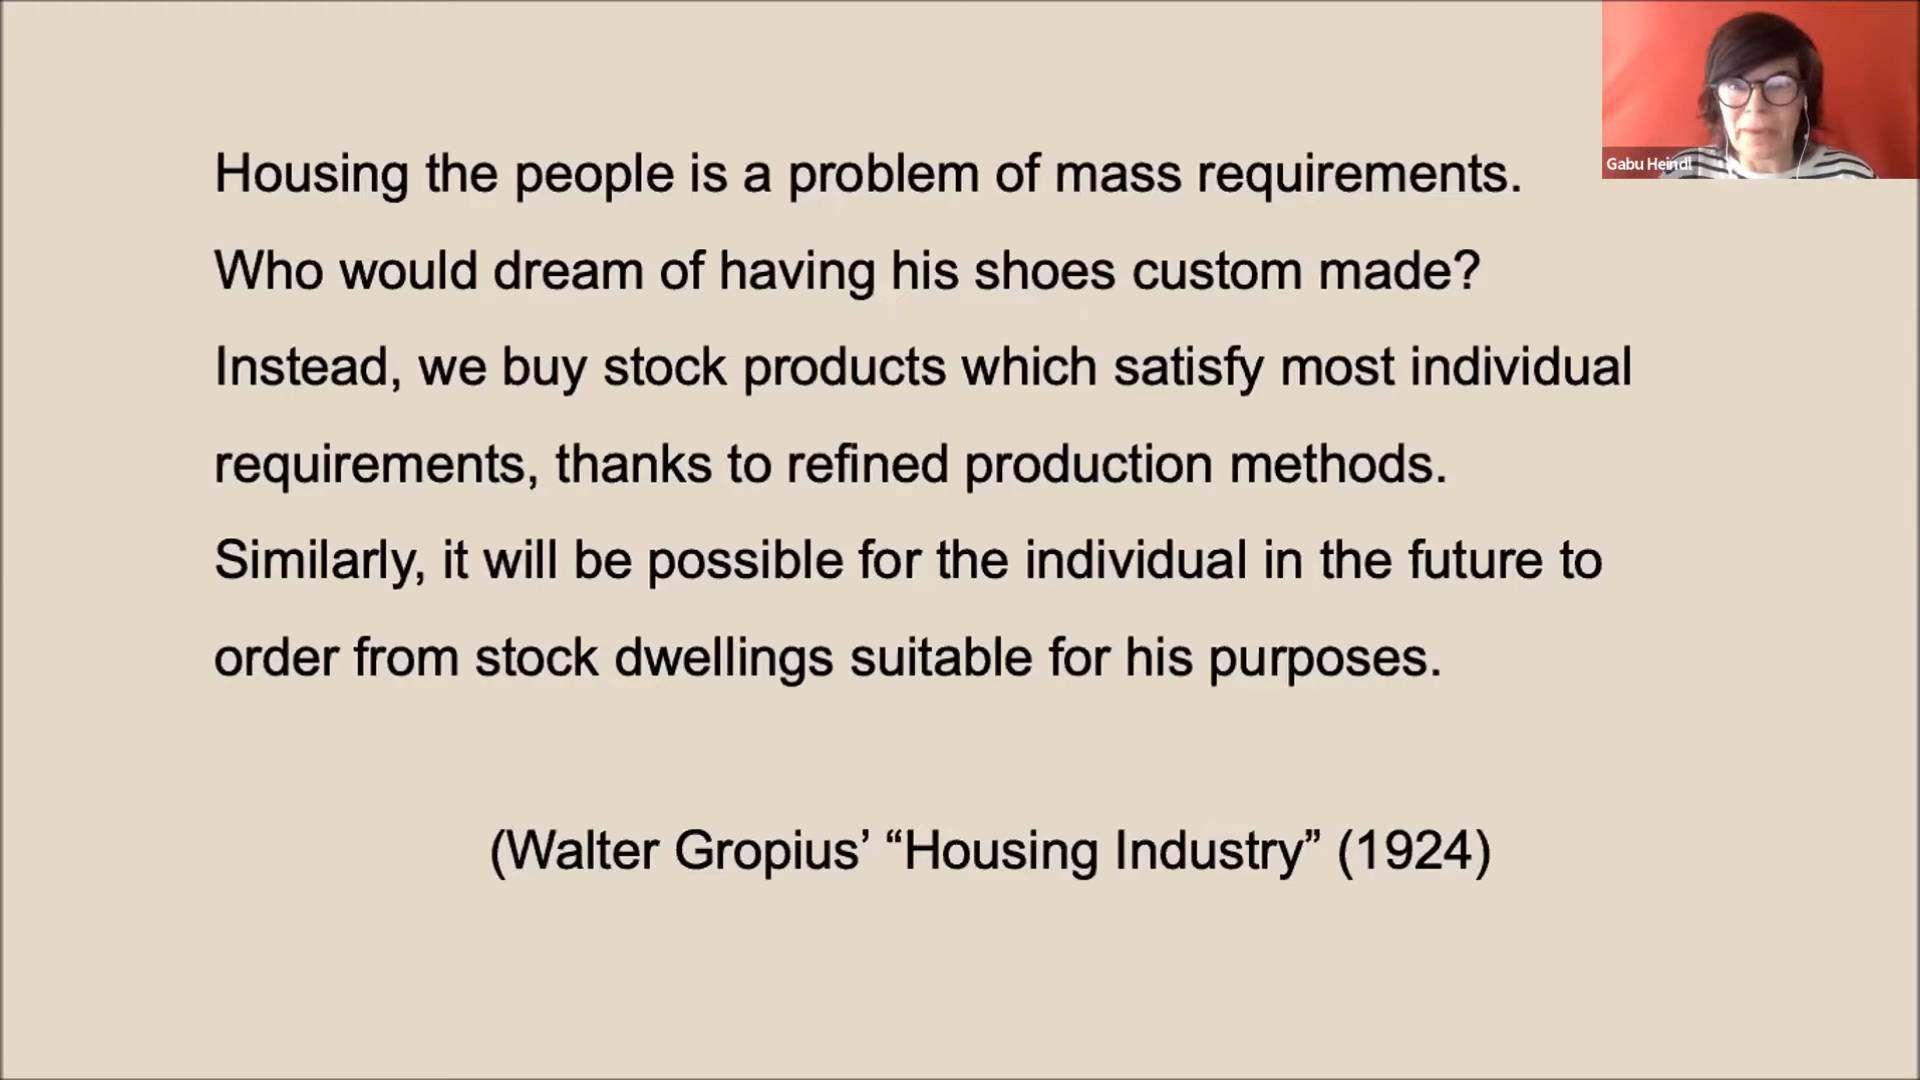 Housing the people is a problem of mass requirements.
Who would dream of having his shoes custom made?
Instead, we buy stock products which satisfy most individual
requirements, thanks to refined production methods.
Similarly, it will be possible for the individual in the future to
order from stock dwellings suitable for his purposes.
(Walter Gropius’ “Housing Industry” (1924)
Gabu Heindl